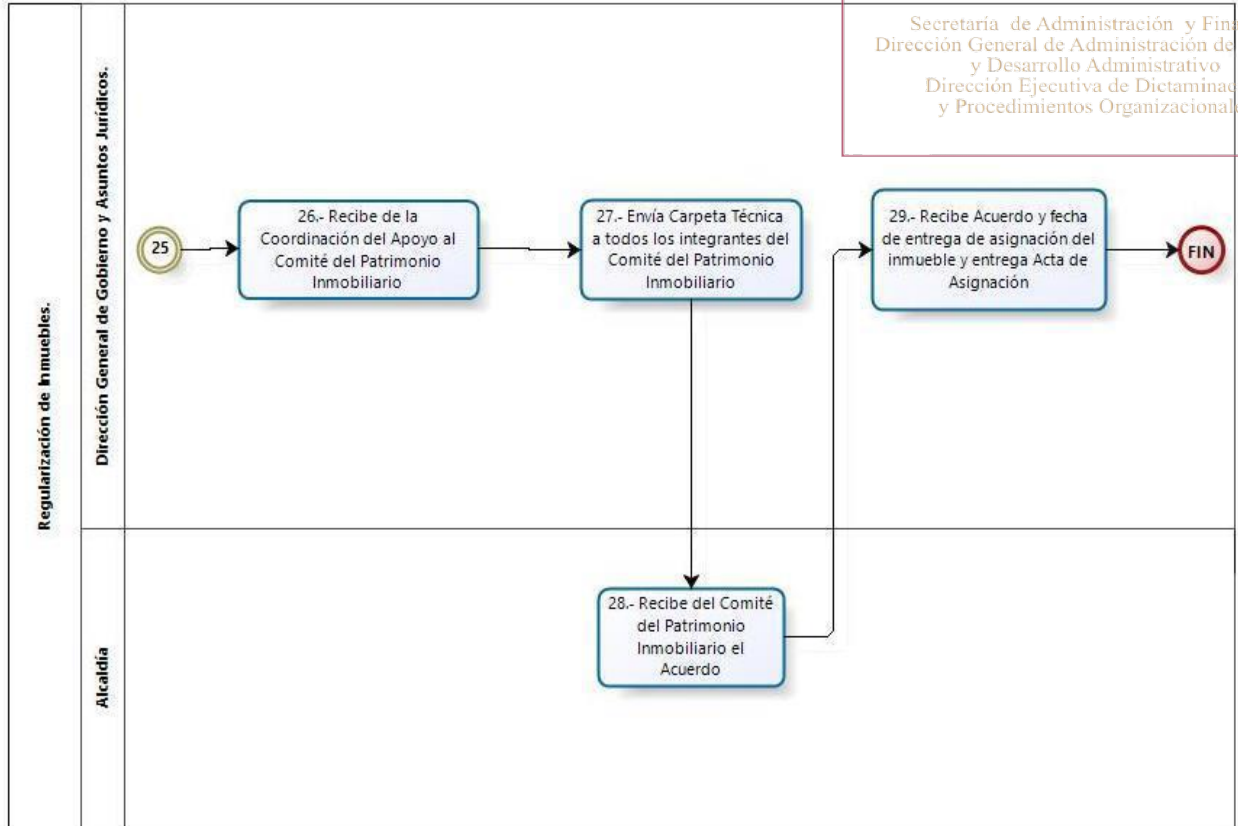 Secretaría de Administración y
Dirección General de Administración de
y Desarrollo Administrativo
Dirección Ejecutiva de
y Procedimientos
Regularización de Inmuebles.
Dirección General de Gobierno y Asuntos Jurídicos.
25
26.- Recibe de la
Coordinación del Apoyo al
Comité del Patrimonio
Inmobiliario
27.- Envía Carpeta Técnica
a todos los integrantes del
Comité del Patrimonio
Inmobiliario
29.- Recibe Acuerdo y fecha
de entrega de asignación del
inmueble y entrega Acta de
Asignación
FIN
Alcaldía
28.- Recibe del Comité
del Patrimonio
Inmobiliario el
Acuerdo